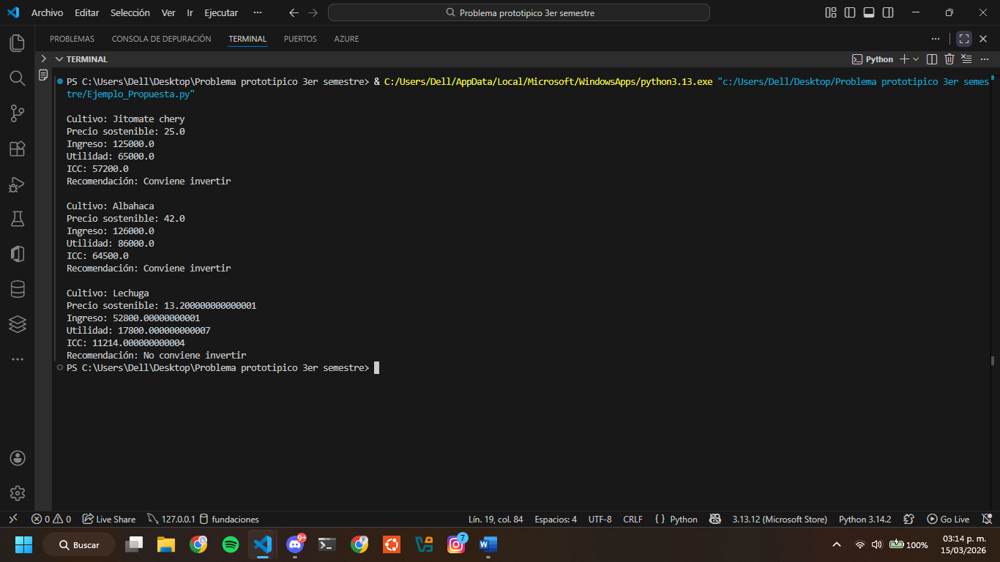 Archivo Editar Selección Ver Ir Ejecutar ···
Problema prototipico 3er semestre
PROBLEMAS CONSOLA DE DEPURACIÓN TERMINAL PUERTOS AZURE
TERMINAL
Python
PS C:\Users\Dell\Desktop\Problema prototipico 3er semestre> & C:/Users/Dell/AppData/Local/Microsoft/WindowsApps/python3.13.exe "c:/Users/Dell/Desktop/Problema prototipico 3er semes
tre/Ejemplo_Propuesta.py"
Cultivo: Jitomate chery
Precio sostenible: 25.0
Ingreso: 125000.0
Utilidad: 65000.0
ICC: 57200.0
Recomendación: Conviene invertir
Cultivo: Albahaca
Precio sostenible: 42.0
Ingreso: 126000.0
Utilidad: 86000.0
ICC: 64500.0
Recomendación: Conviene invertir
Cultivo: Lechuga
Precio sostenible: 13.200000000000001
Ingreso: 52800.00000000001
Utilidad: 17800.000000000007
ICC: 11214.000000000004
Recomendación: No conviene invertir
PS C:\Users\Dell\Desktop\Problema prototipico 3er semestre>
0 0 Live Share 127.0.0.1 fundaciones Lín. 19, col. 84 Espacios: 4 UTF-8 CRLF { } Python 3.13.12 (Microsoft Store) Python 3.14.2 Go Live
Buscar 9+ 7 100% 03:14 p. m.
15/03/2026